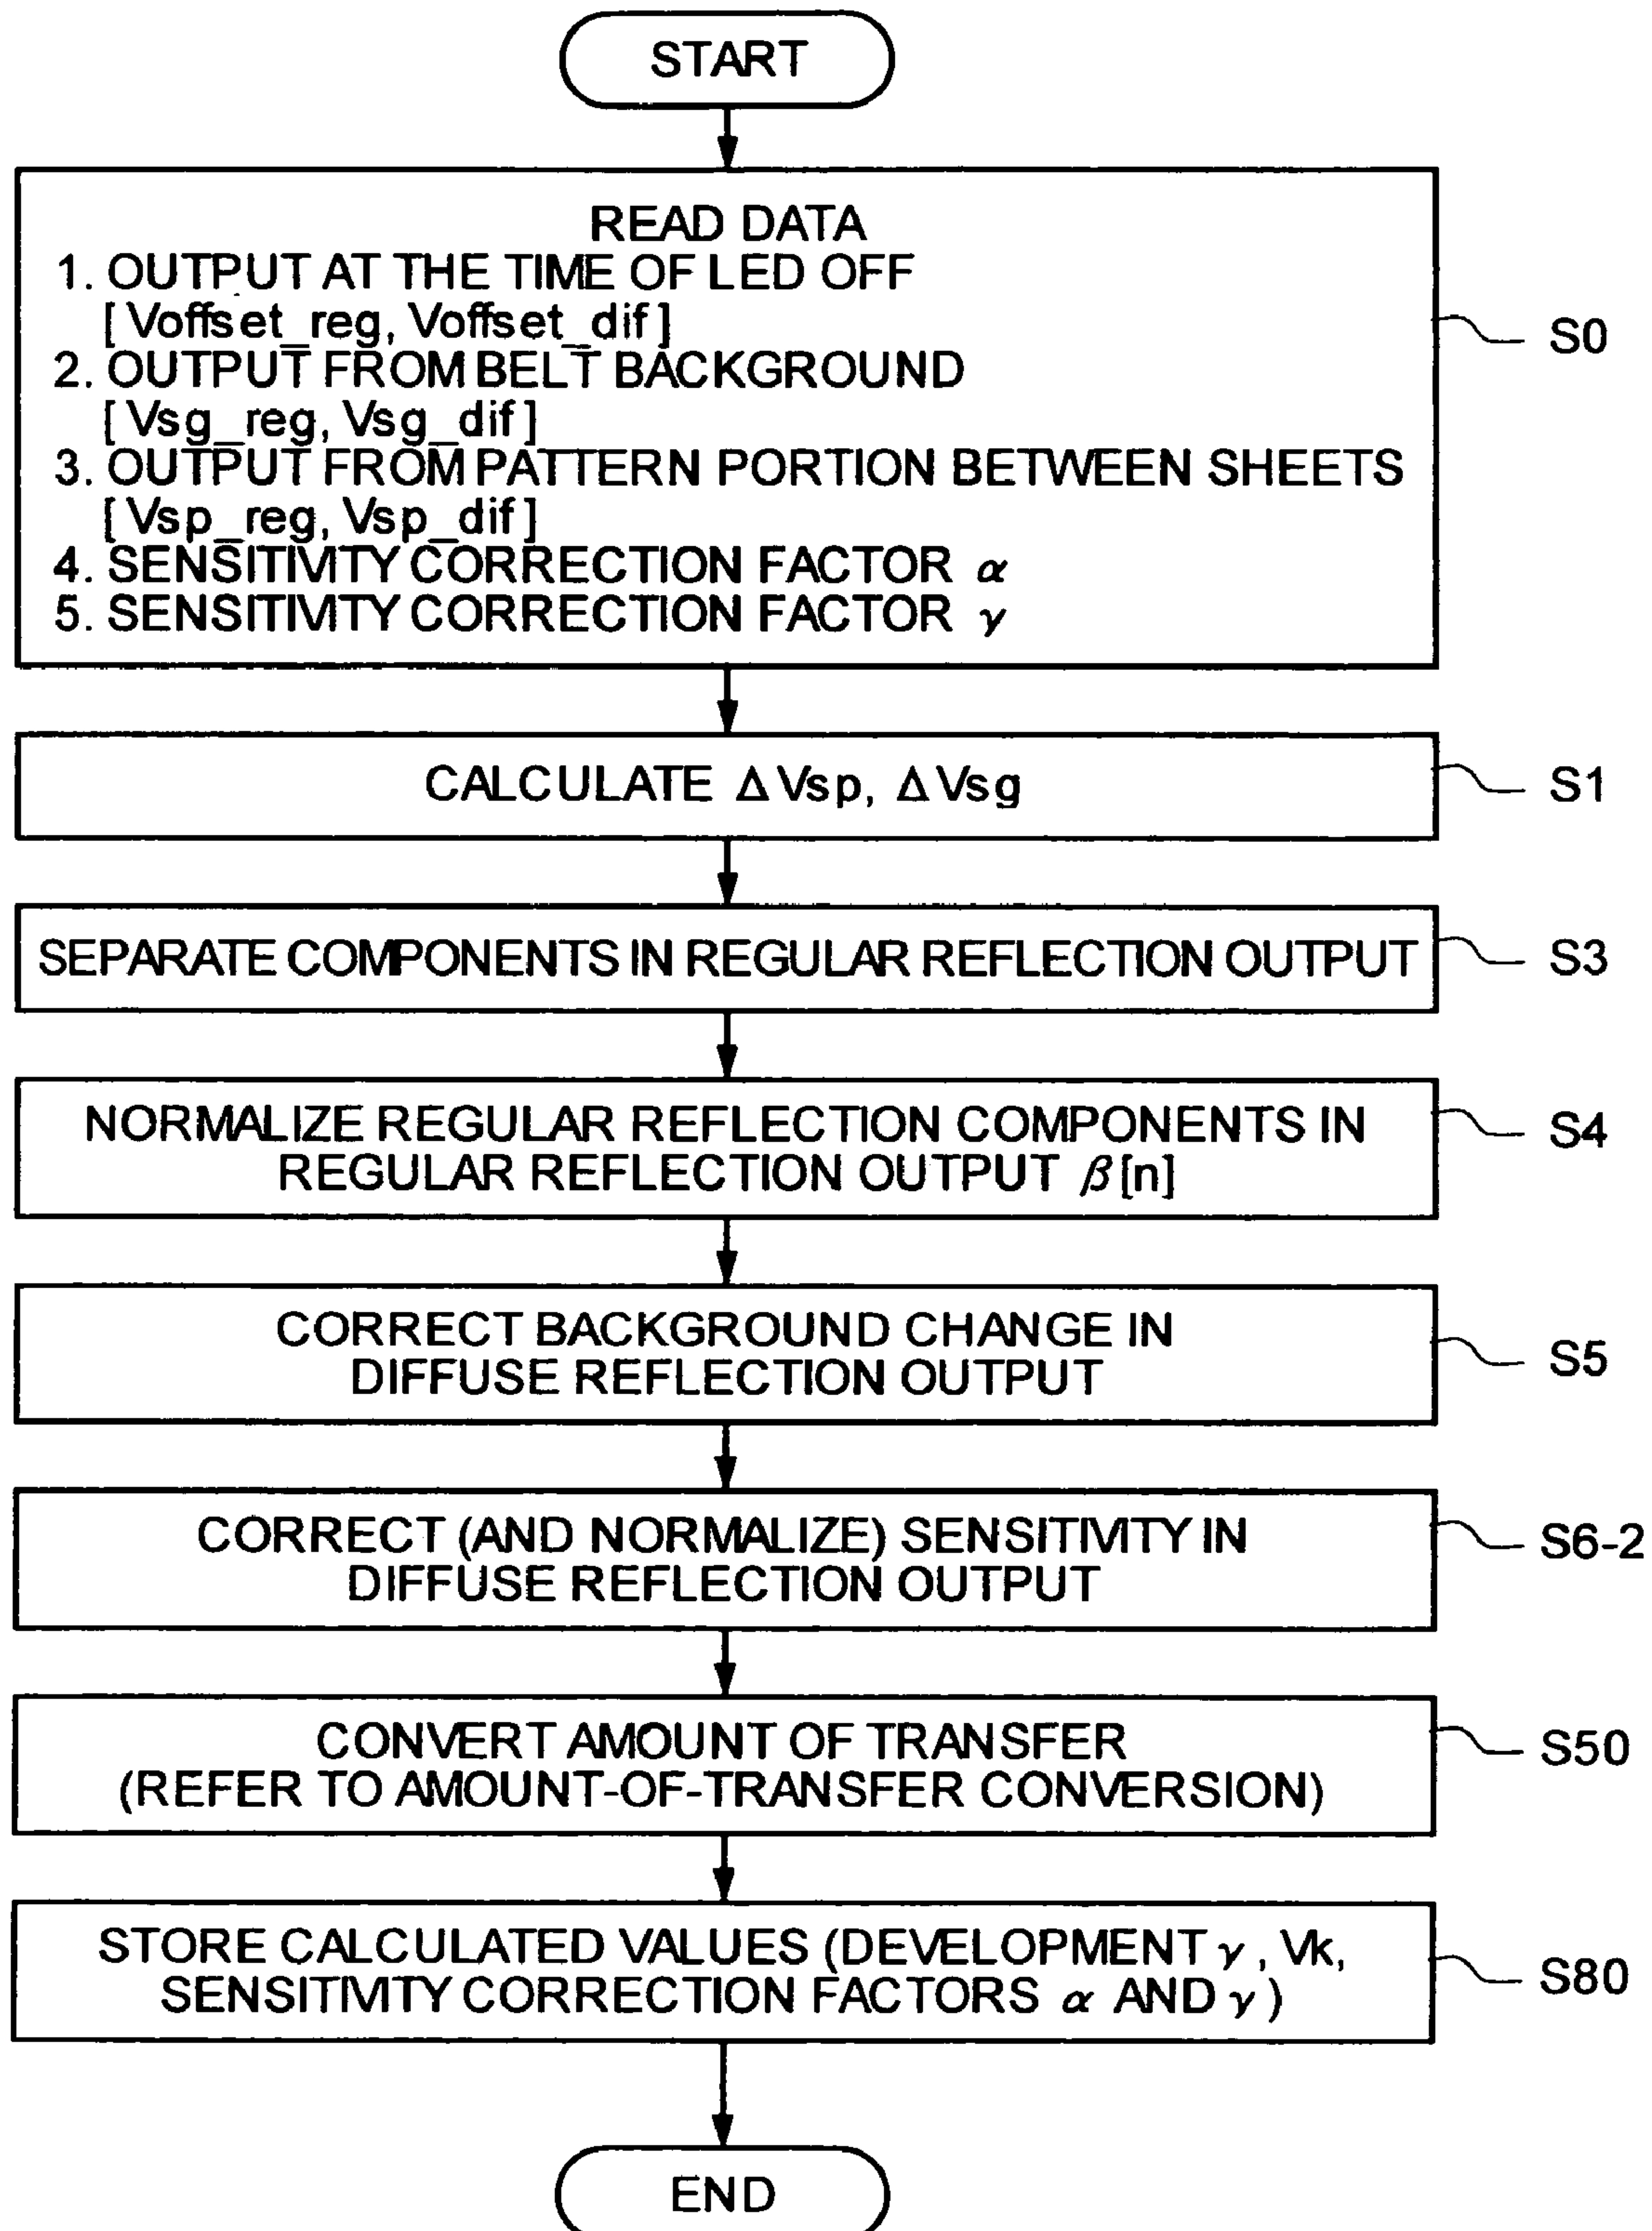 START
READ DATA
1. OUTPUT AT THE TIME OF LED OFF
[Voffset_reg, Voffset_dif]
2. OUTPUT FROM BELT BACKGROUND
[Vsg_reg, Vsg_dif]
3. OUTPUT FROM PATTERN PORTION BETWEEN SHEETS
[Vsp_reg, Vsp_dif]
4. SENSITIVITY CORRECTION FACTOR α
5. SENSITIVITY CORRECTION FACTOR γ
S0
CALCULATE ΔVsp, ΔVsg
S1
SEPARATE COMPONENTS IN REGULAR REFLECTION OUTPUT
S3
NORMALIZE REGULAR REFLECTION COMPONENTS IN
REGULAR REFLECTION OUTPUT β[n]
S4
CORRECT BACKGROUND CHANGE IN
DIFFUSE REFLECTION OUTPUT
S5
CORRECT (AND NORMALIZE) SENSITIVITY IN
DIFFUSE REFLECTION OUTPUT
S6-2
CONVERT AMOUNT OF TRANSFER
(REFER TO AMOUNT-OF-TRANSFER CONVERSION)
S50
STORE CALCULATED VALUES (DEVELOPMENT γ, Vk,
SENSITIVITY CORRECTION FACTORS α AND γ)
S80
END